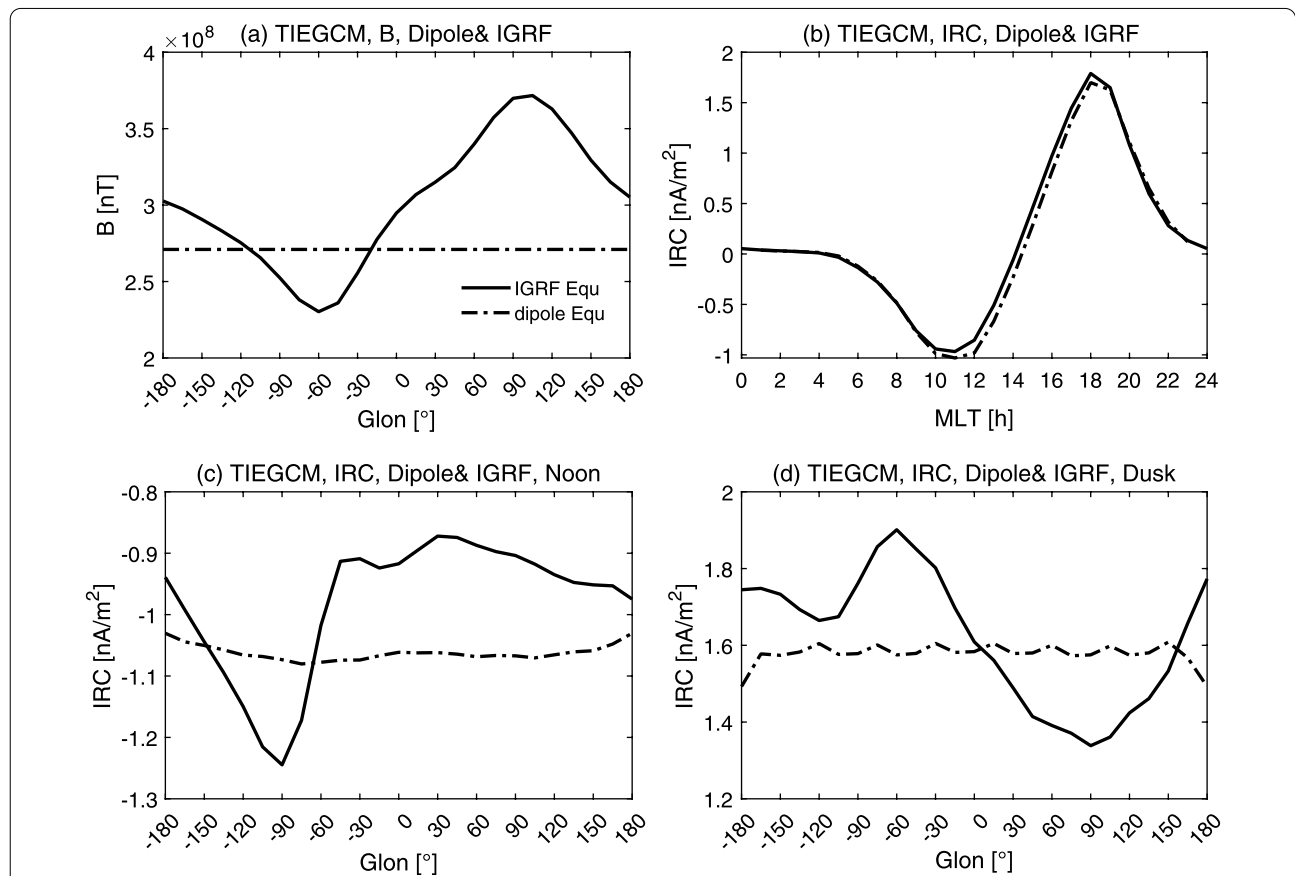 (a) TIEGCM, B, Dipole& IGRF
×10⁸
4
3.5
3
2.5
2
B [nT]
IGRF Equ
dipole Equ
-180 -150 -120 -90 -60 -30 0 30 60 90 120 150 180
Glon [°]
(b) TIEGCM, IRC, Dipole& IGRF
2
1.5
1
0.5
0
-0.5
-1
IRC [nA/m²]
0 2 4 6 8 10 12 14 16 18 20 22 24
MLT [h]
(c) TIEGCM, IRC, Dipole& IGRF, Noon
-0.8
-0.9
-1
-1.1
-1.2
-1.3
IRC [nA/m²]
-180 -150 -120 -90 -60 -30 0 30 60 90 120 150 180
Glon [°]
(d) TIEGCM, IRC, Dipole& IGRF, Dusk
2
1.8
1.6
1.4
1.2
IRC [nA/m²]
-180 -150 -120 -90 -60 -30 0 30 60 90 120 150 180
Glon [°]